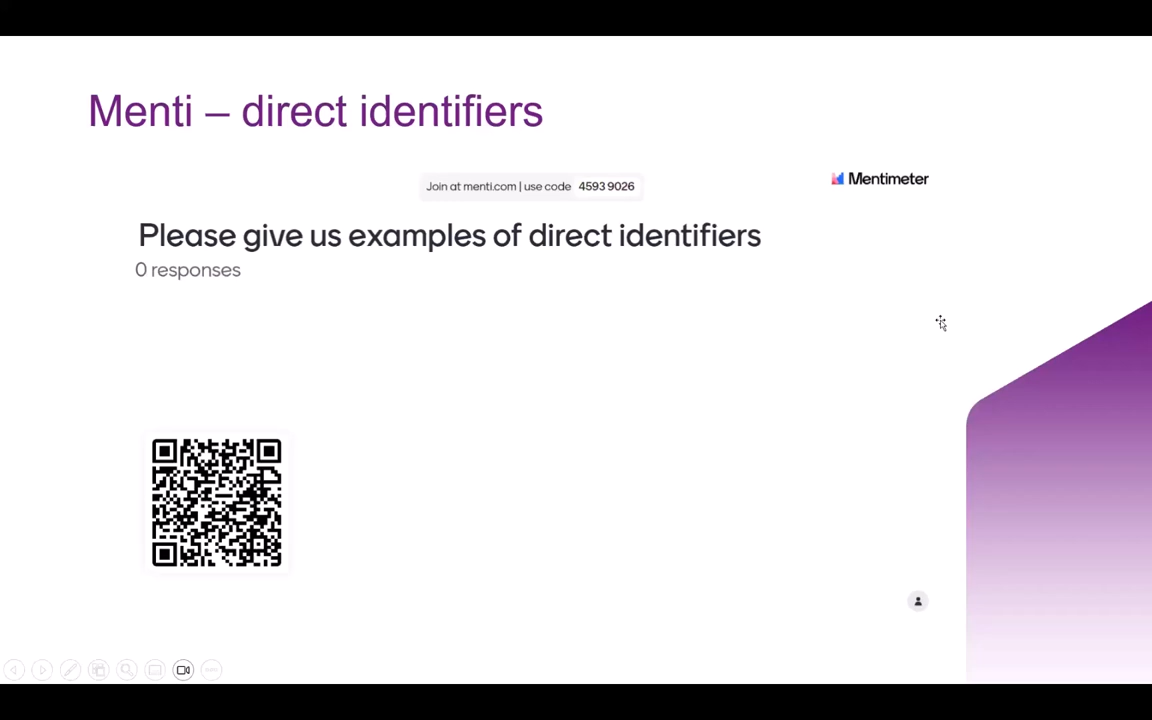 Menti – direct identifiers
Join at menti.com | use code 4593 9026
Mentimeter
Please give us examples of direct identifiers
0 responses